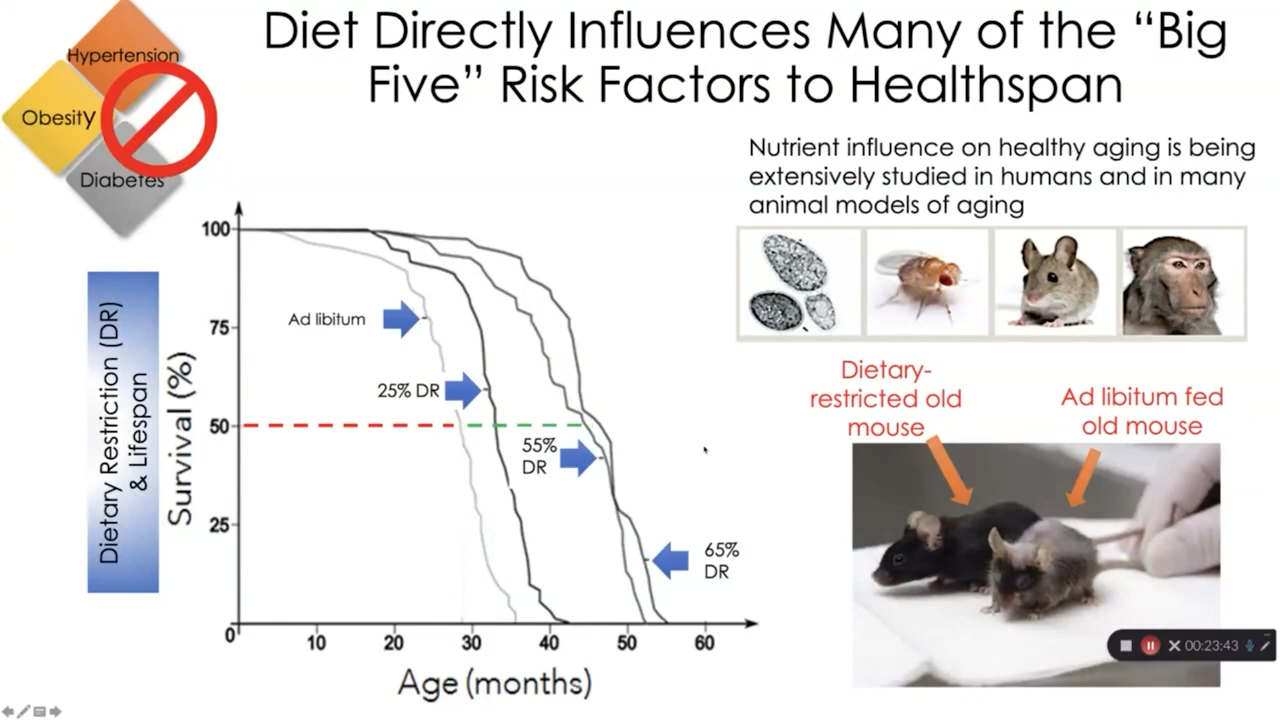 Diet Directly Influences Many of the “Big
Five” Risk Factors to Healthspan
Hypertension
Obesity
Diabetes
Nutrient influence on healthy aging is being
extensively studied in humans and in many
animal models of aging
Dietary Restriction (DR)
& Lifespan
Survival (%)
100
75
50
25
0
10
20
30
40
50
60
Age (months)
Ad libitum
25% DR
55%
DR
65%
DR
Dietary-
restricted old
mouse
Ad libitum fed
old mouse
00:23:43